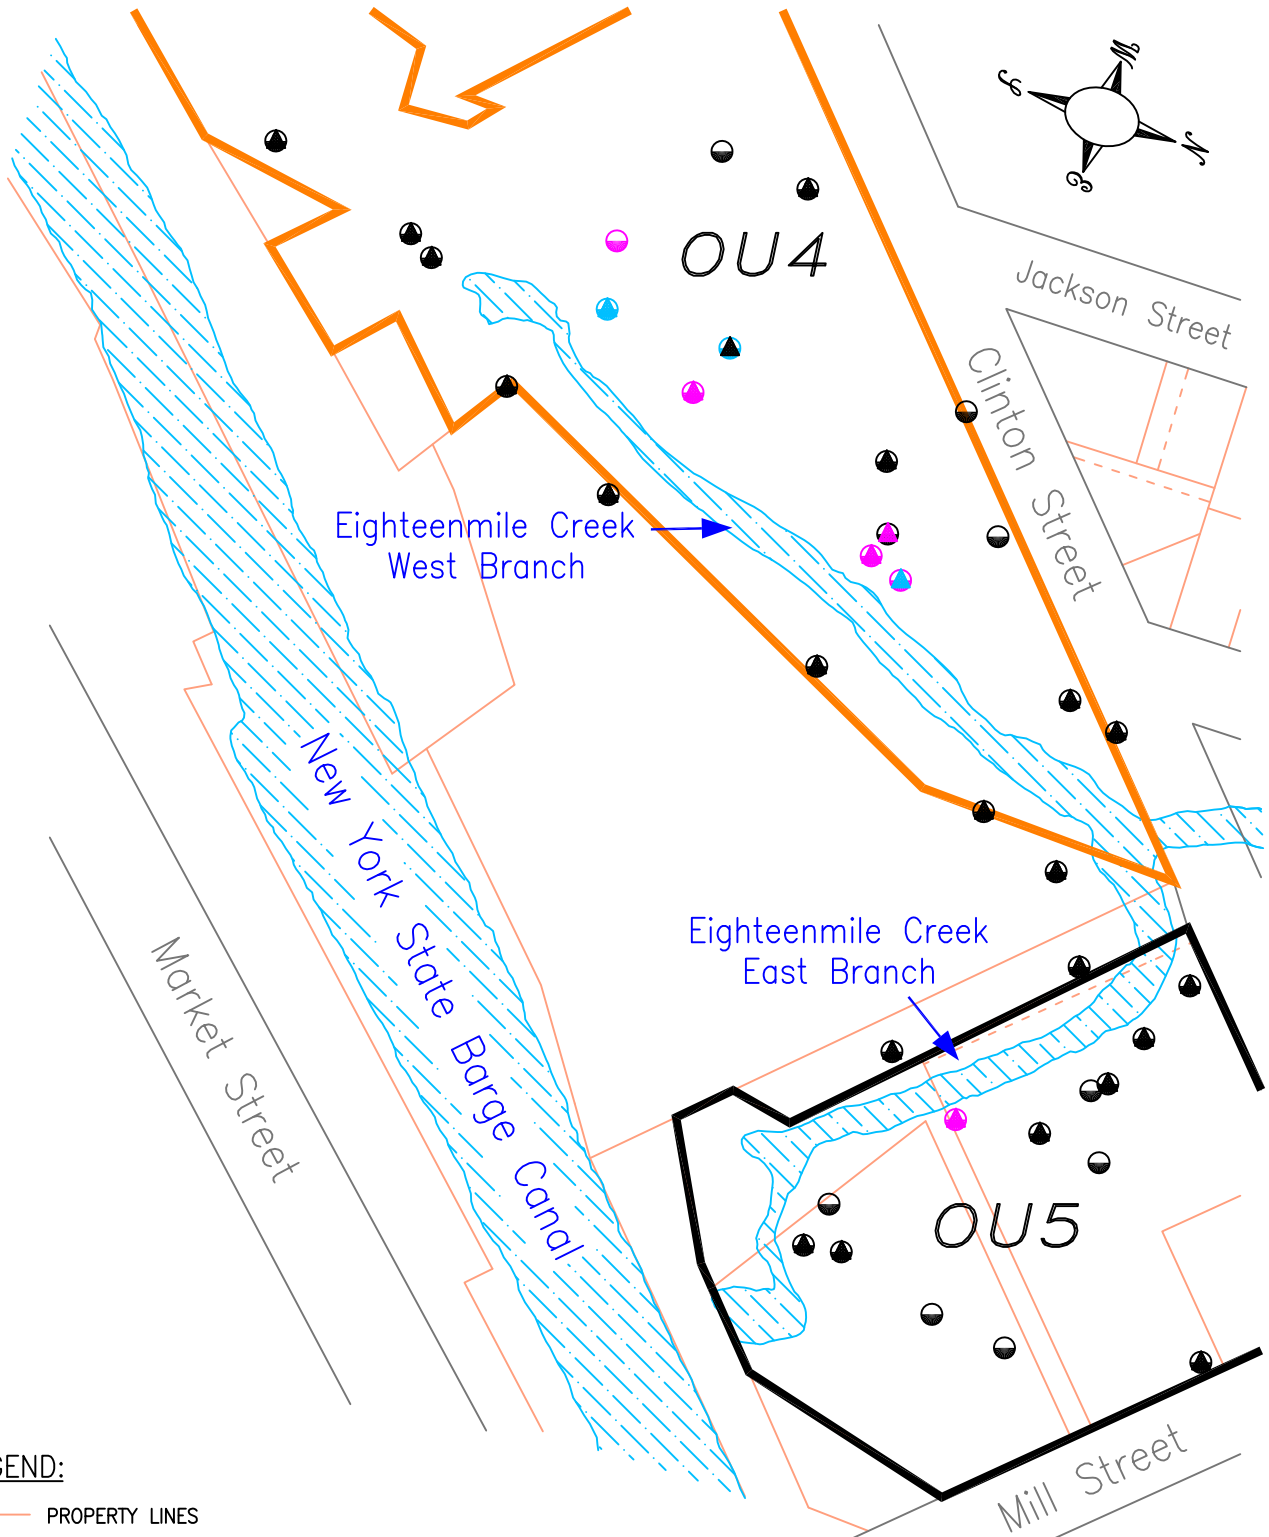 W
S
N
E
OU4
Jackson Street
Clinton Street
Eighteenmile Creek
West Branch
New York State Barge Canal
Market Street
Eighteenmile Creek
East Branch
OU5
Mill Street
GEND:
PROPERTY LINES